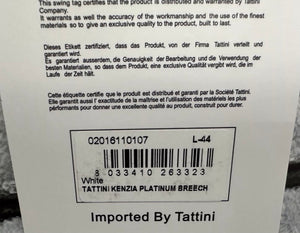 This swing tag certifies that the product is distributed and warranted by Tattini
Company.
It warrants as well the accuracy of the workmanship and the use of the finest
materials so to give an exclusive quality to the product, built to last.
Dieses Etikett zertifiziert, dass das Produkt, von der Firma Tattini verteilt und
garantiert wird.
Es garantiert ausserdem, die Genauigkeit der Bearbeitung und die Verwendung der
besten Materialien, so dass dem Produkt, eine exclusive Qualität vergibt wird, die im
Laufe der Zeit hält.
Cette étiquette certifie que le produit est distribué et garanti par la Société Tattini.
Elle garantit aussi l' exactitude de la maîtrise et l'utilisation des matériels les plus
performants pour donner une excellente qualité au produit, construit pour durer.
02016110107 L-44
8 033410 263323
White
TATTINI KENZIA PLATINUM BREECH
Imported By Tattini